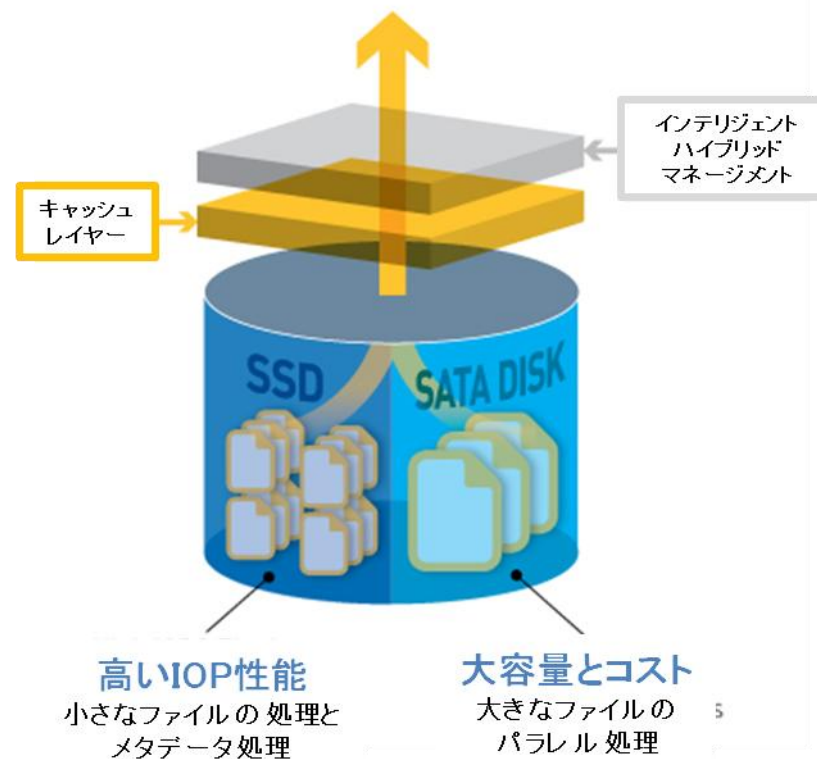 インテリジェント
ハイブリッド
マネージメント
キャッシュ
レイヤー
SSD
SATA DISK
高いIOP性能
小さなファイルの処理と
メタデータ処理
大容量とコスト
大きなファイルの
パラレル処理
s